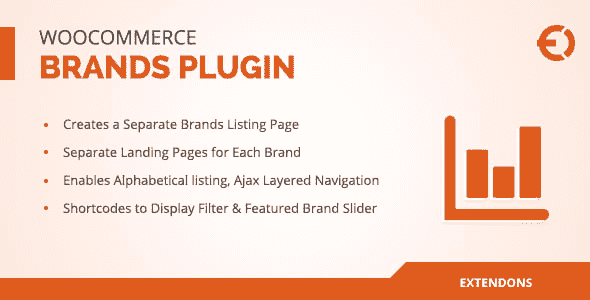 WOOCOMMERCE
BRANDS PLUGIN
Creates a Separate Brands Listing Page
Separate Landing Pages for Each Brand
Enables Alphabetical listing, Ajax Layered Navigation
Shortcodes to Display Filter & Featured Brand Slider
EXTENDONS